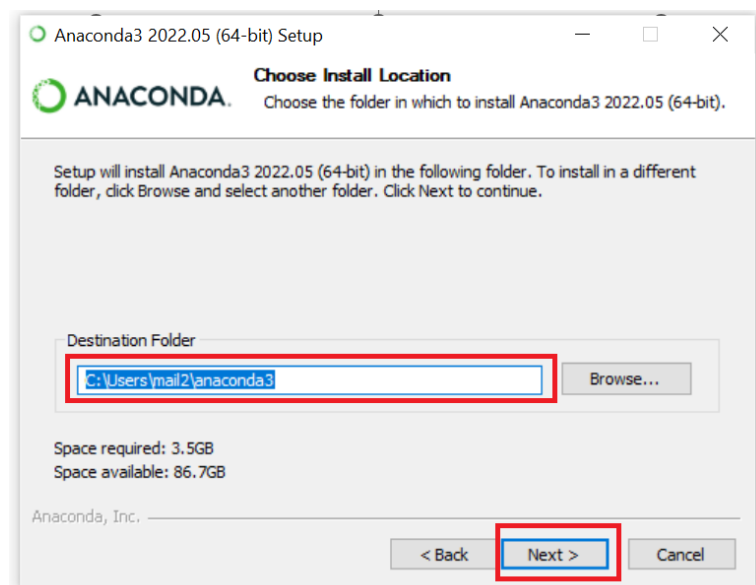 Anaconda3 2022.05 (64-bit) Setup
ANACONDA.
Choose Install Location
Choose the folder in which to install Anaconda3 2022.05 (64-bit).
Setup will install Anaconda3 2022.05 (64-bit) in the following folder. To install in a different
folder, click Browse and select another folder. Click Next to continue.
Destination Folder
C:\Users\mail2\anaconda3
Browse...
Space required: 3.5GB
Space available: 86.7GB
Anaconda, Inc.
< Back
Next >
Cancel